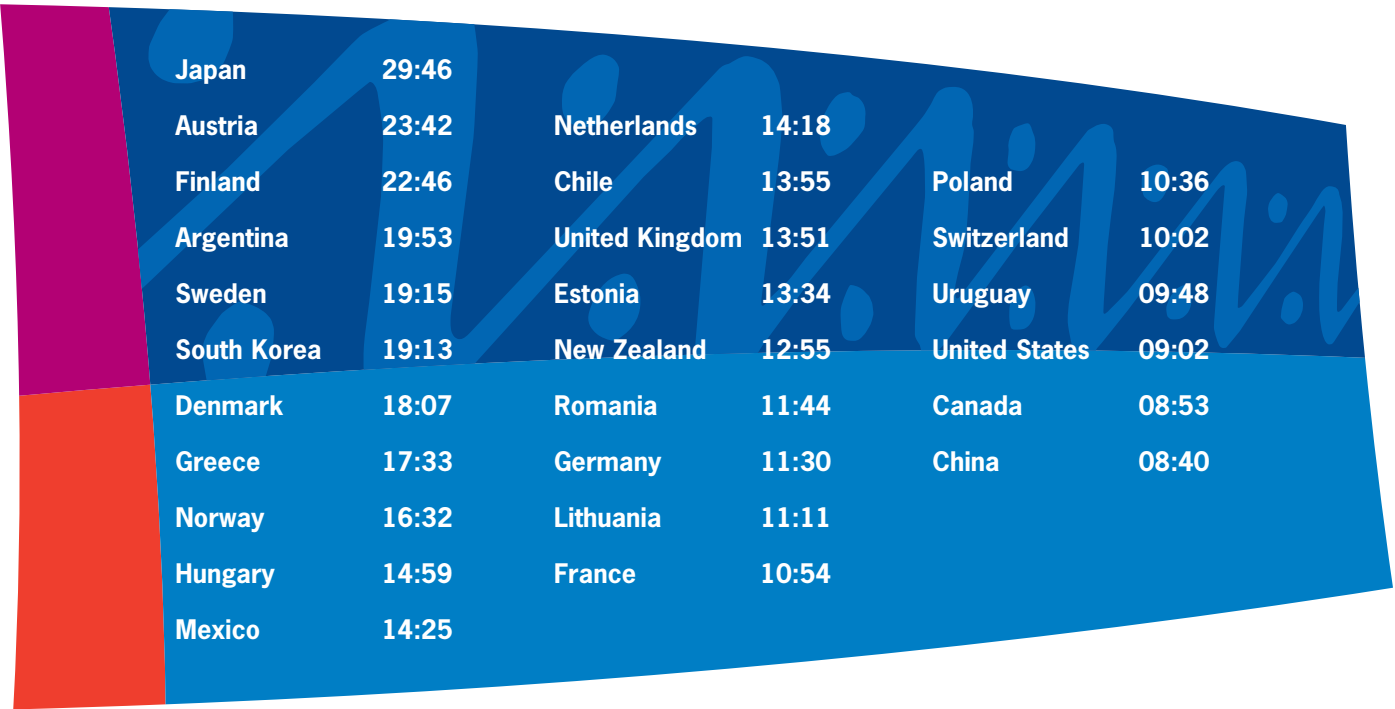 Japan 29:46
Austria 23:42
Finland 22:46
Argentina 19:53
Sweden 19:15
South Korea 19:13
Denmark 18:07
Greece 17:33
Norway 16:32
Hungary 14:59
Mexico 14:25
Netherlands 14:18
Chile 13:55
United Kingdom 13:51
Estonia 13:34
New Zealand 12:55
Romania 11:44
Germany 11:30
Lithuania 11:11
France 10:54
Poland 10:36
Switzerland 10:02
Uruguay 09:48
United States 09:02
Canada 08:53
China 08:40